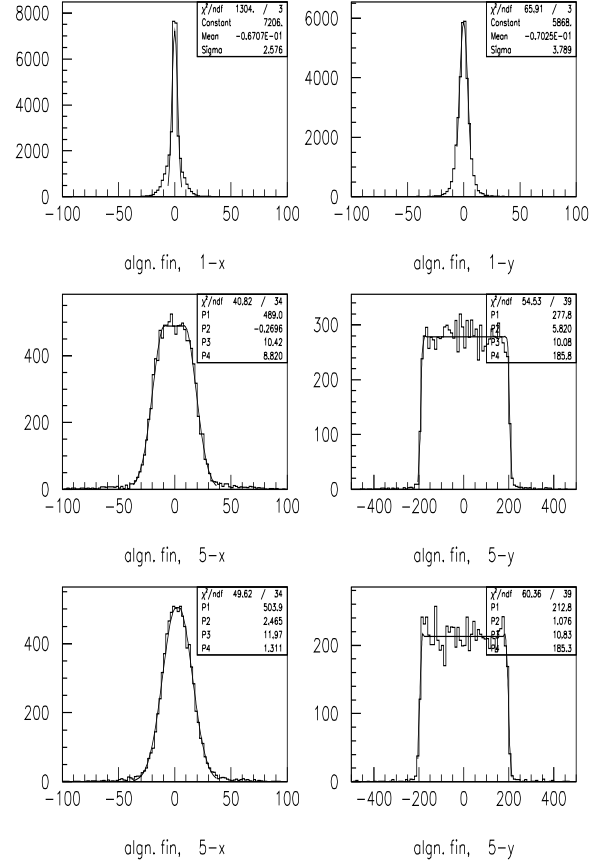 χ²/ndf 1304. / 3
Constant 7206.
Mean -0.6707E-01
Sigma 2.576
8000
6000
4000
2000
0
-100 -50 0 50 100
algn. fin, 1-x
χ²/ndf 65.91 / 3
Constant 5868.
Mean -0.7025E-01
Sigma 3.789
6000
4000
2000
0
-100 -50 0 50 100
algn. fin, 1-y
χ²/ndf 40.82 / 34
P1 489.0
P2 -0.2696
P3 10.42
P4 8.820
400
200
0
-100 -50 0 50 100
algn. fin, 5-x
χ²/ndf 54.53 / 39
P1 277.8
P2 5.820
P3 10.08
P4 185.8
300
200
100
0
-400 -200 0 200 400
algn. fin, 5-y
χ²/ndf 49.62 / 34
P1 503.9
P2 2.465
P3 11.97
P4 1.311
400
200
0
-100 -50 0 50 100
algn. fin, 5-x
χ²/ndf 60.36 / 39
P1 212.8
P2 1.076
P3 10.83
P4 185.3
200
100
0
-400 -200 0 200 400
algn. fin, 5-y